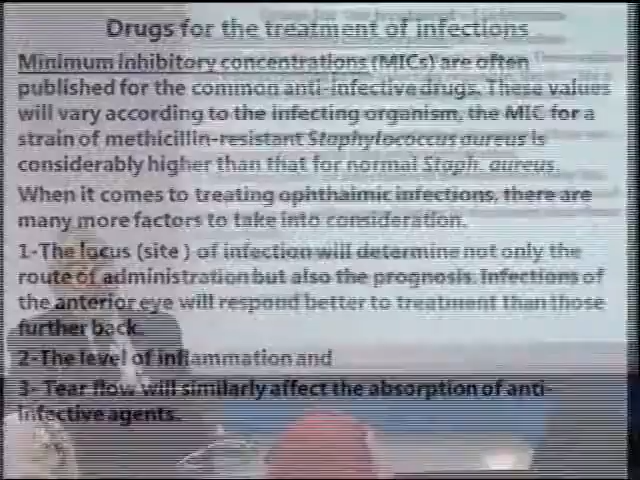 Drugs for the treatment of infections
Minimum inhibitory concentrations (MICs) are often
published for the common anti-infective drugs. These values
will vary according to the infecting organism, the MIC for a
strain of methicillin-resistant Staphylococcus aureus is
considerably higher than that for normal Staph. aureus.
When it comes to treating ophthalmic infections, there are
many more factors to take into consideration.
1-The locus (site ) of infection will determine not only the
route of administration but also the prognosis. Infections of
the anterior eye will respond better to treatment than those
further back.
2-The level of inflammation and
3- Tear flow will similarly affect the absorption of anti-
infective agents.